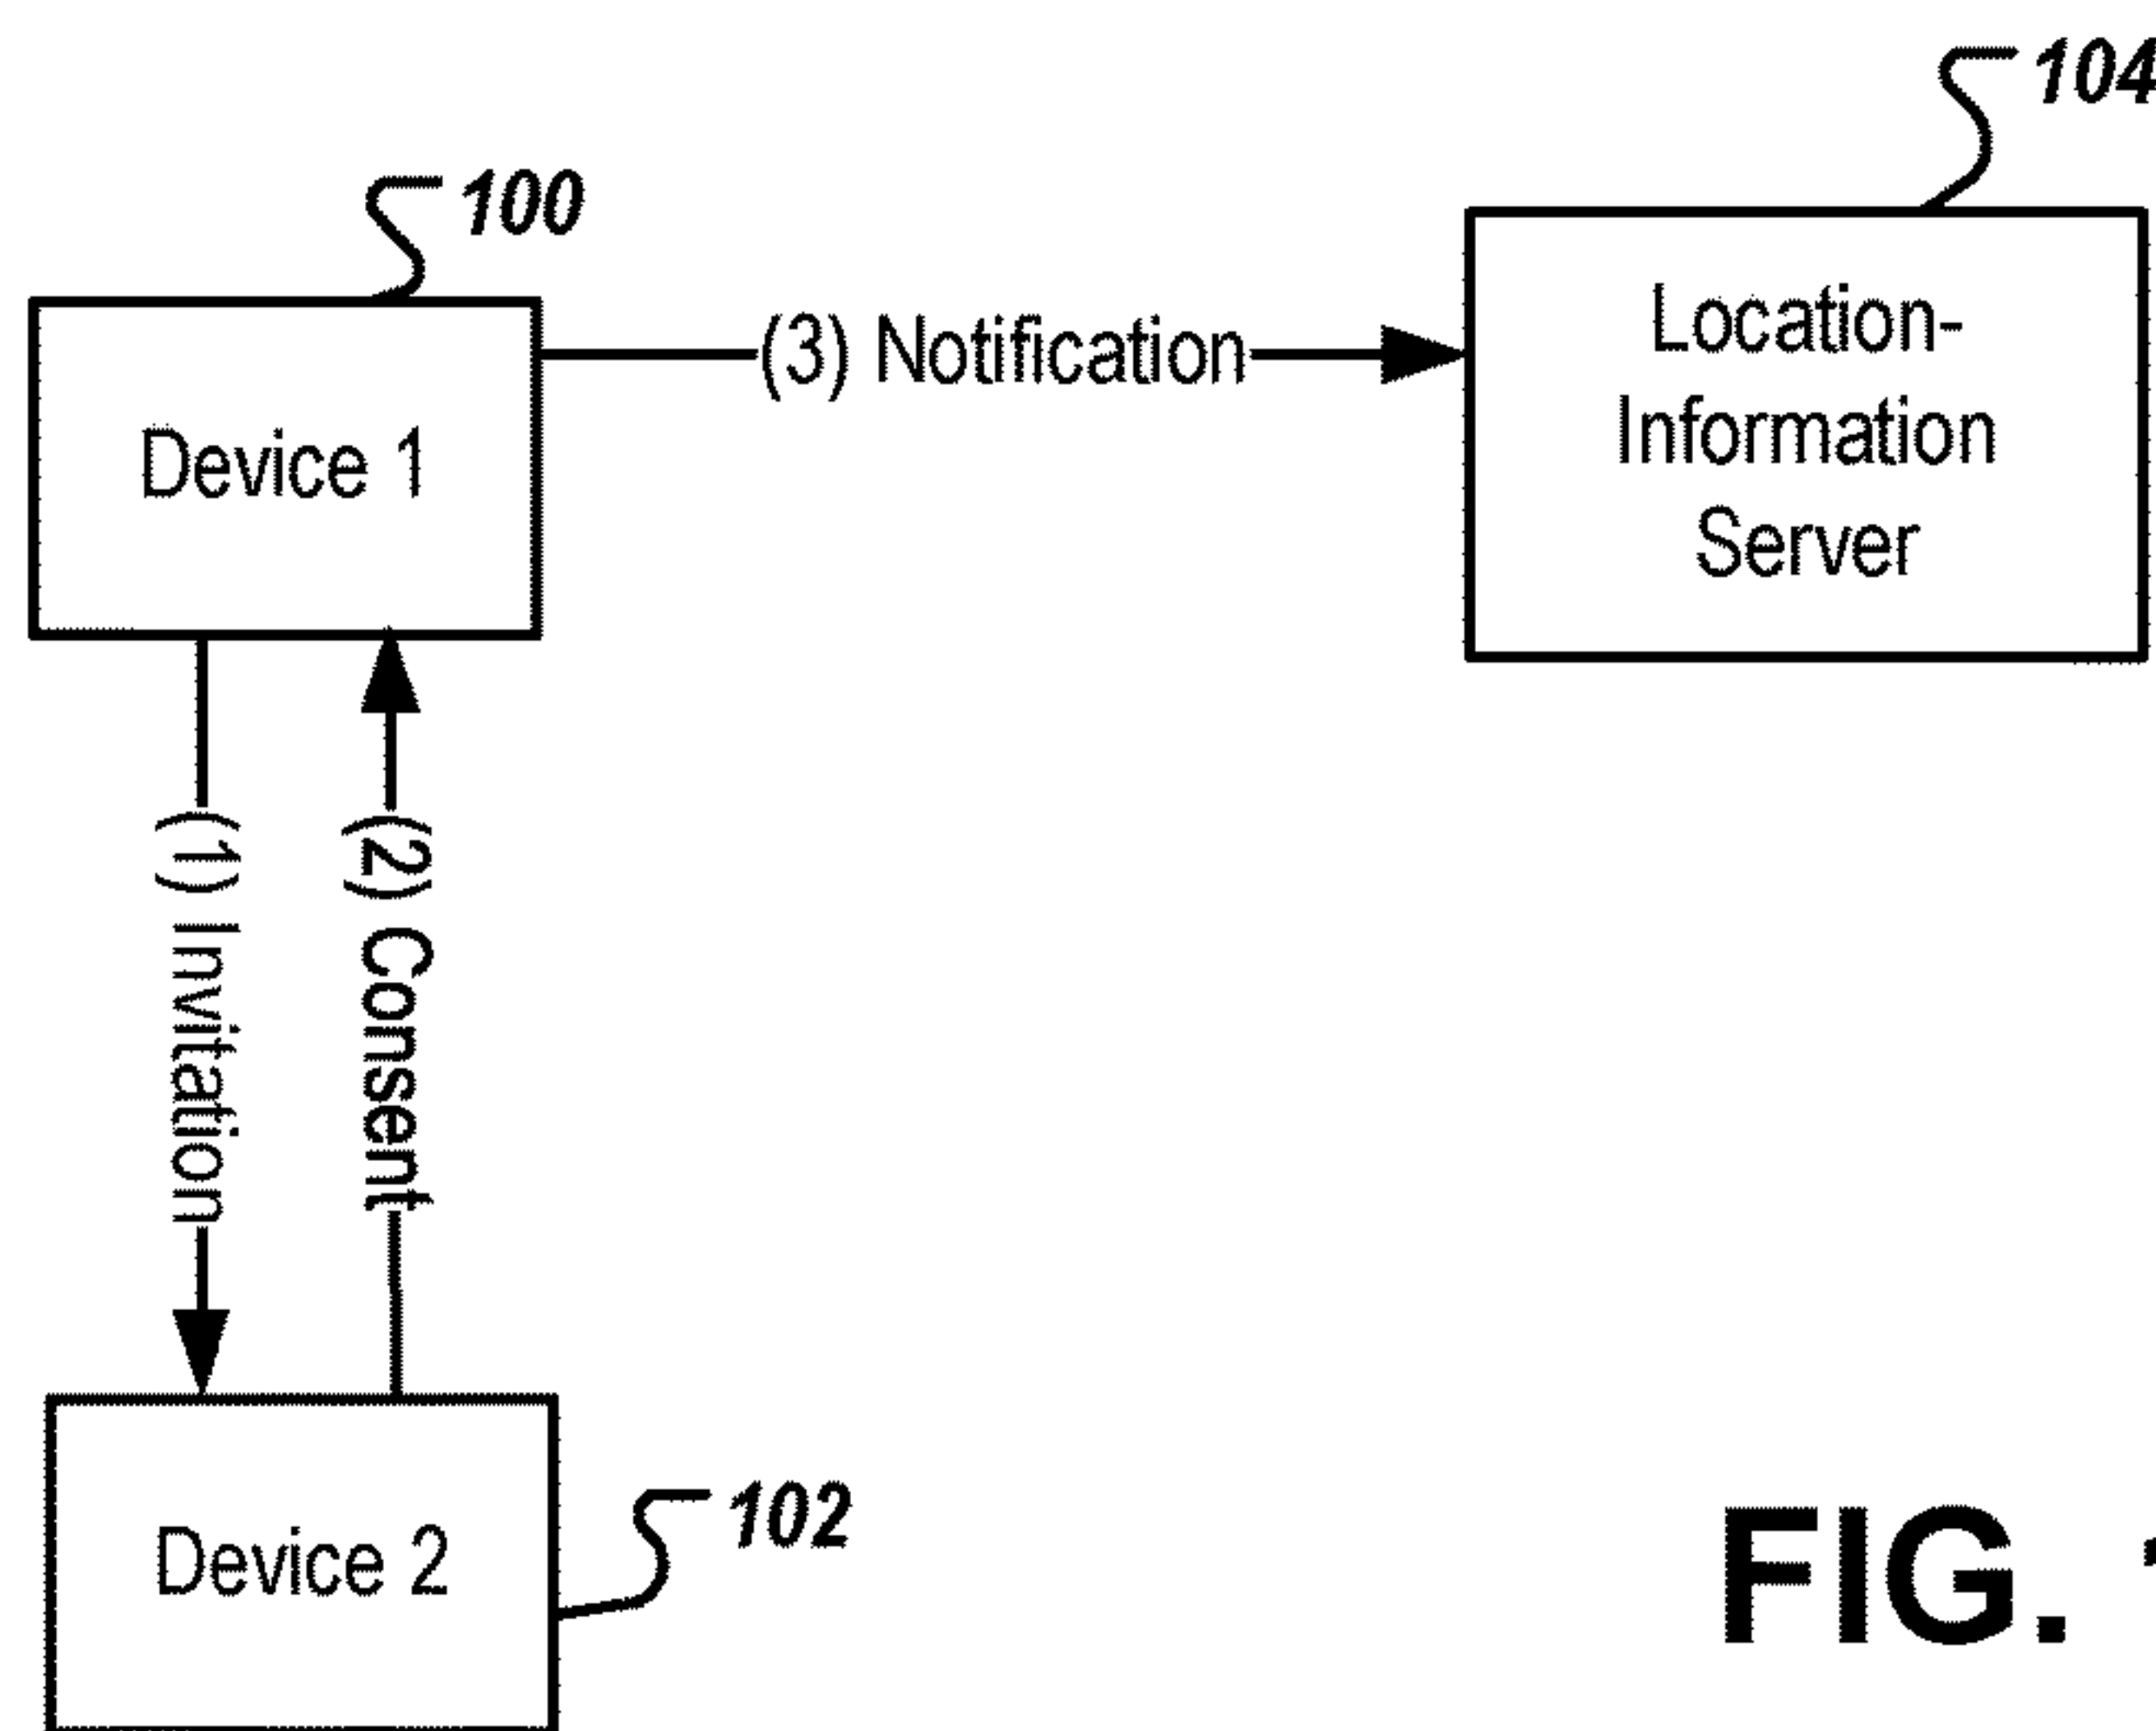 104
100
(3) Notification
Location-
Information
Server
Device 1
(1) Invitation
(2) Consent
Device 2
102
FIG.